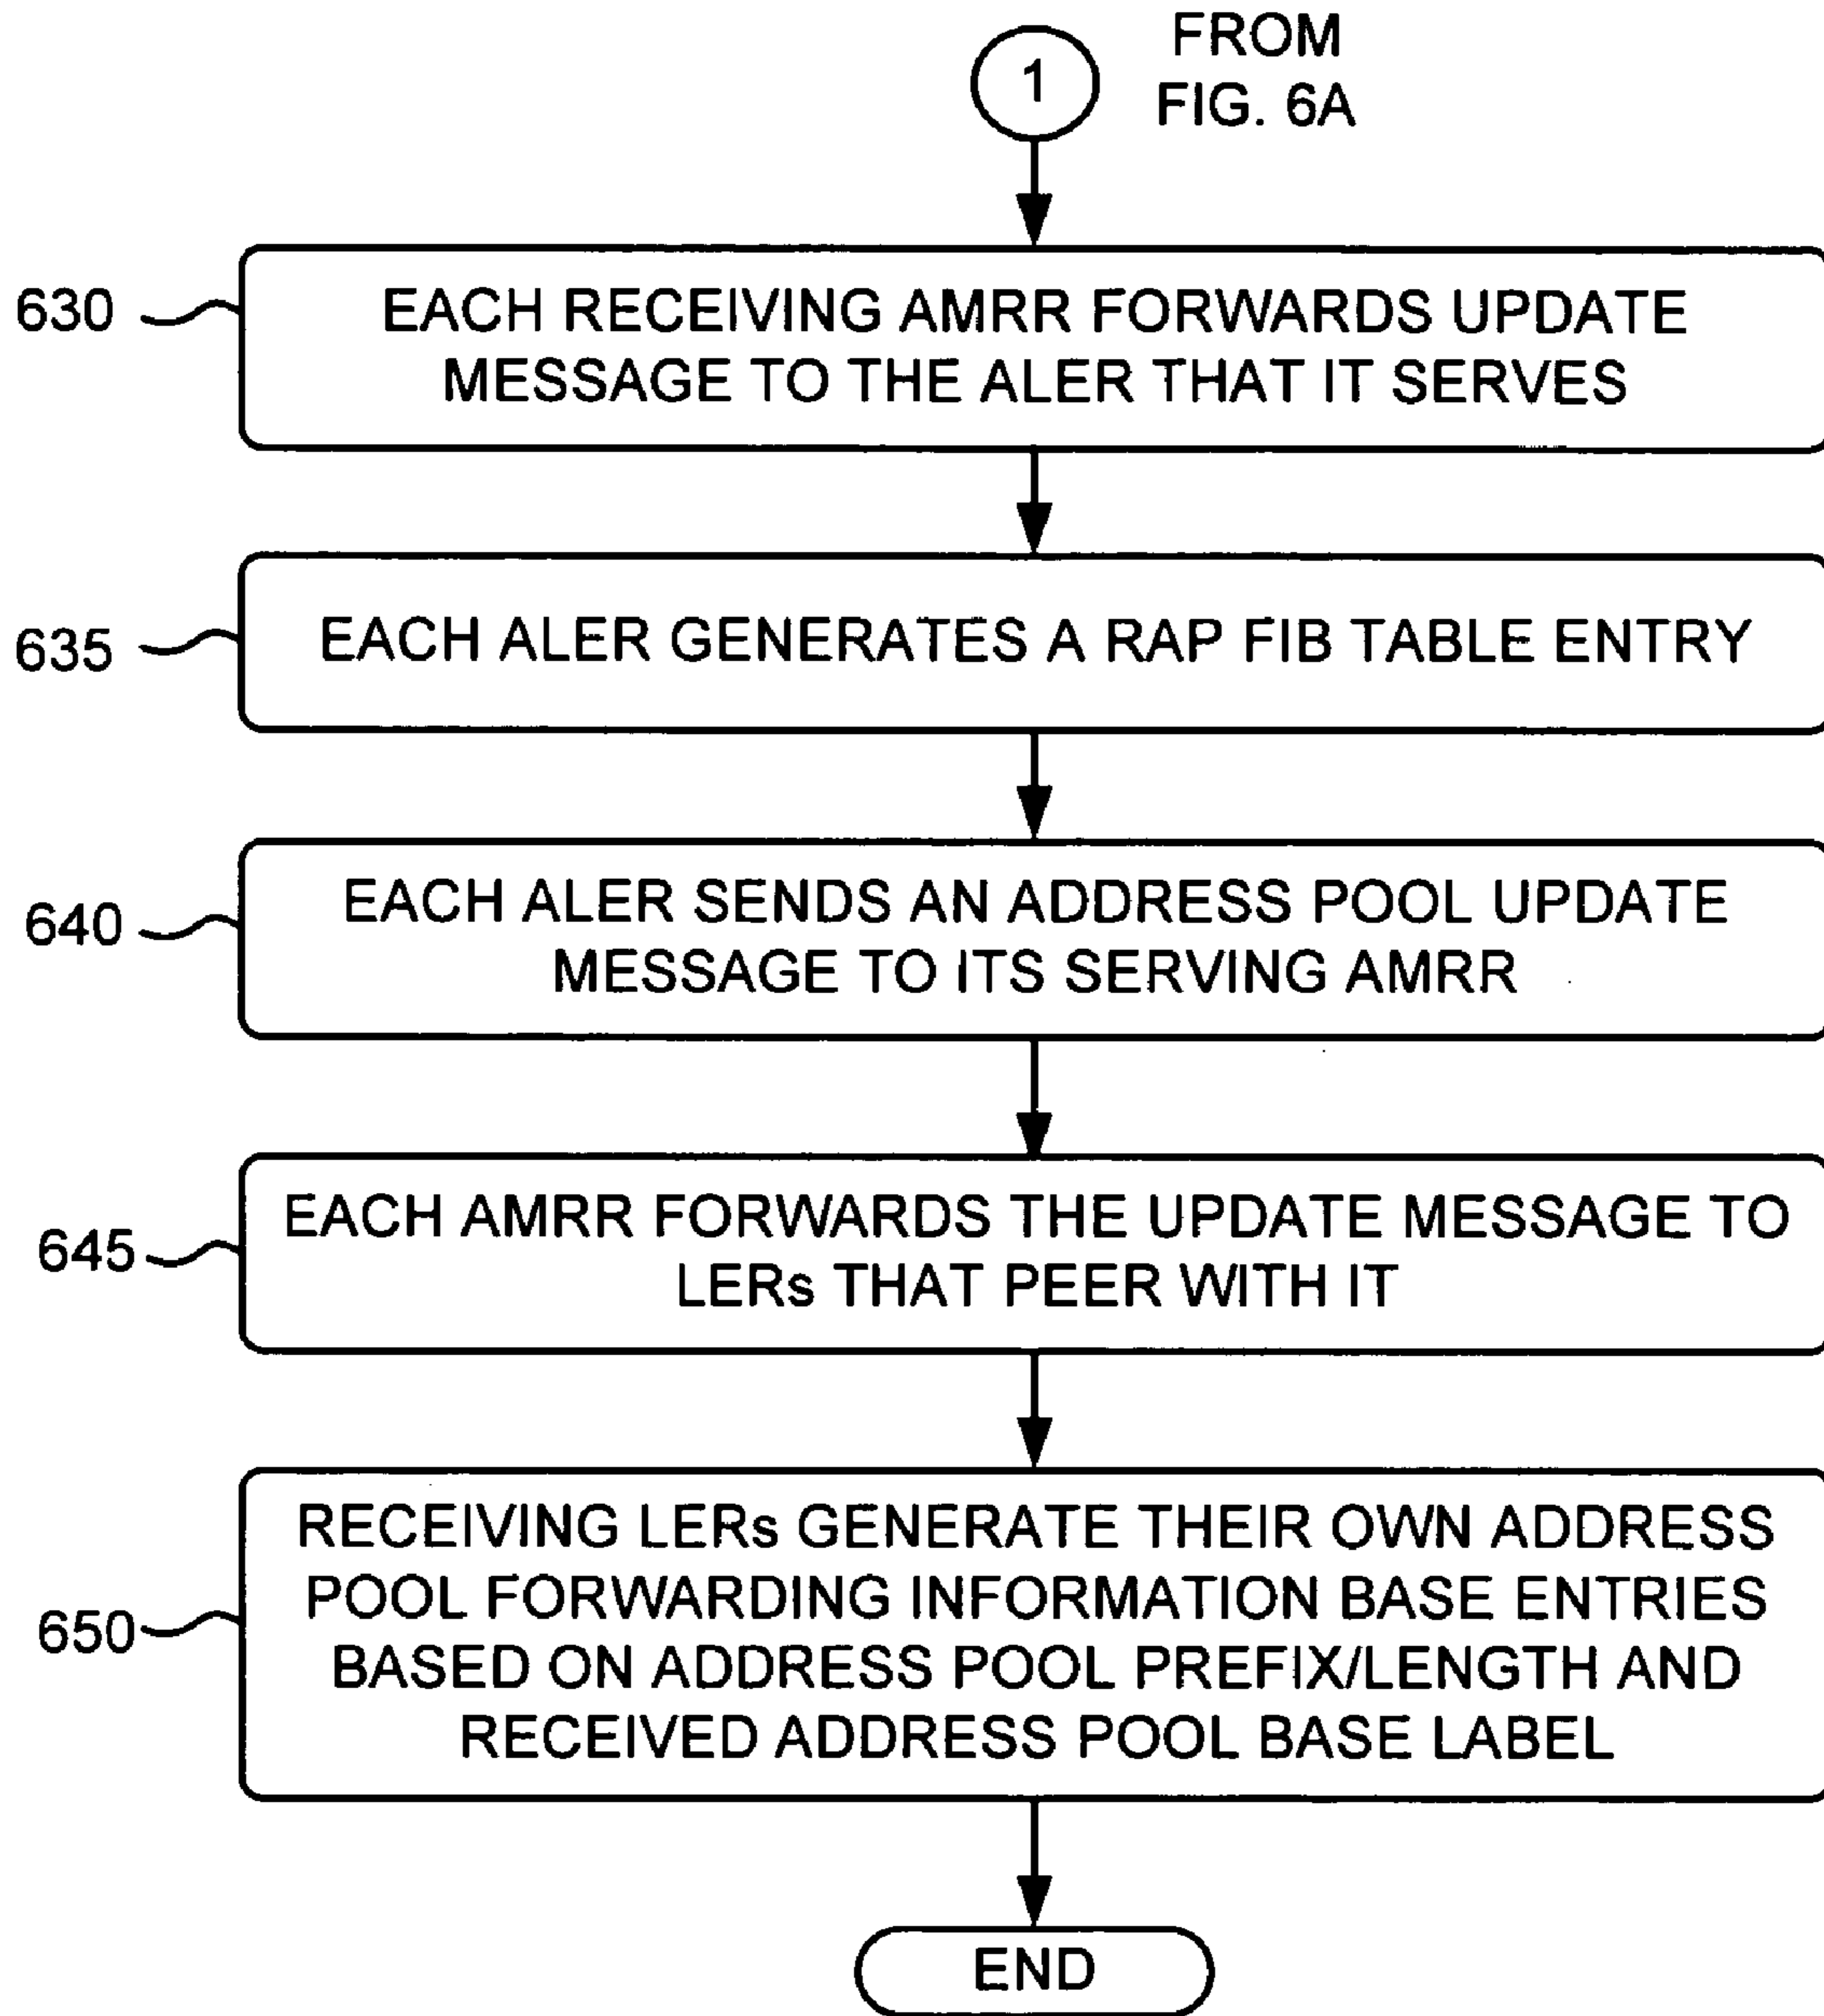 1
FROM
FIG. 6A
630
EACH RECEIVING AMRR FORWARDS UPDATE
MESSAGE TO THE ALER THAT IT SERVES
635
EACH ALER GENERATES A RAP FIB TABLE ENTRY
640
EACH ALER SENDS AN ADDRESS POOL UPDATE
MESSAGE TO ITS SERVING AMRR
645
EACH AMRR FORWARDS THE UPDATE MESSAGE TO
LERs THAT PEER WITH IT
650
RECEIVING LERs GENERATE THEIR OWN ADDRESS
POOL FORWARDING INFORMATION BASE ENTRIES
BASED ON ADDRESS POOL PREFIX/LENGTH AND
RECEIVED ADDRESS POOL BASE LABEL
END